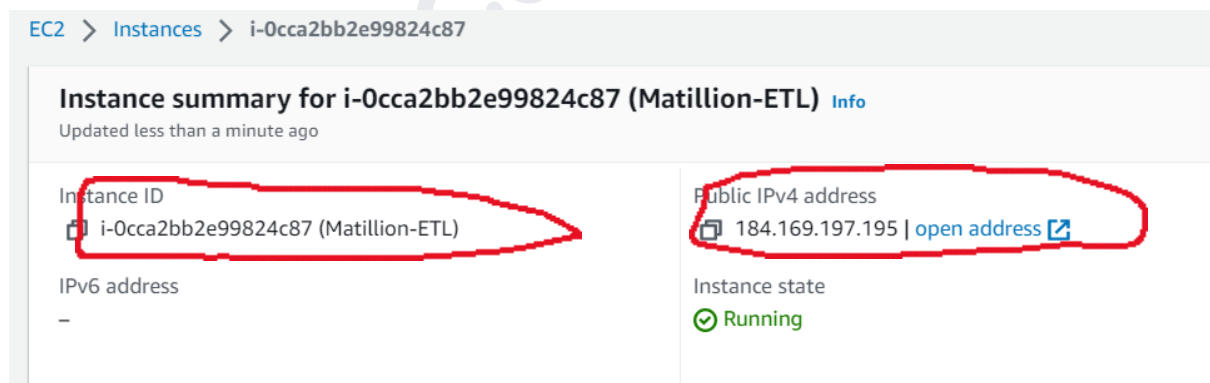 EC2 > Instances > i-0cca2bb2e99824c87
Instance summary for i-0cca2bb2e99824c87 (Matillion-ETL) Info
Updated less than a minute ago
Instance ID
i-0cca2bb2e99824c87 (Matillion-ETL)
Public IPv4 address
184.169.197.195 | open address
IPv6 address
–
Instance state
Running